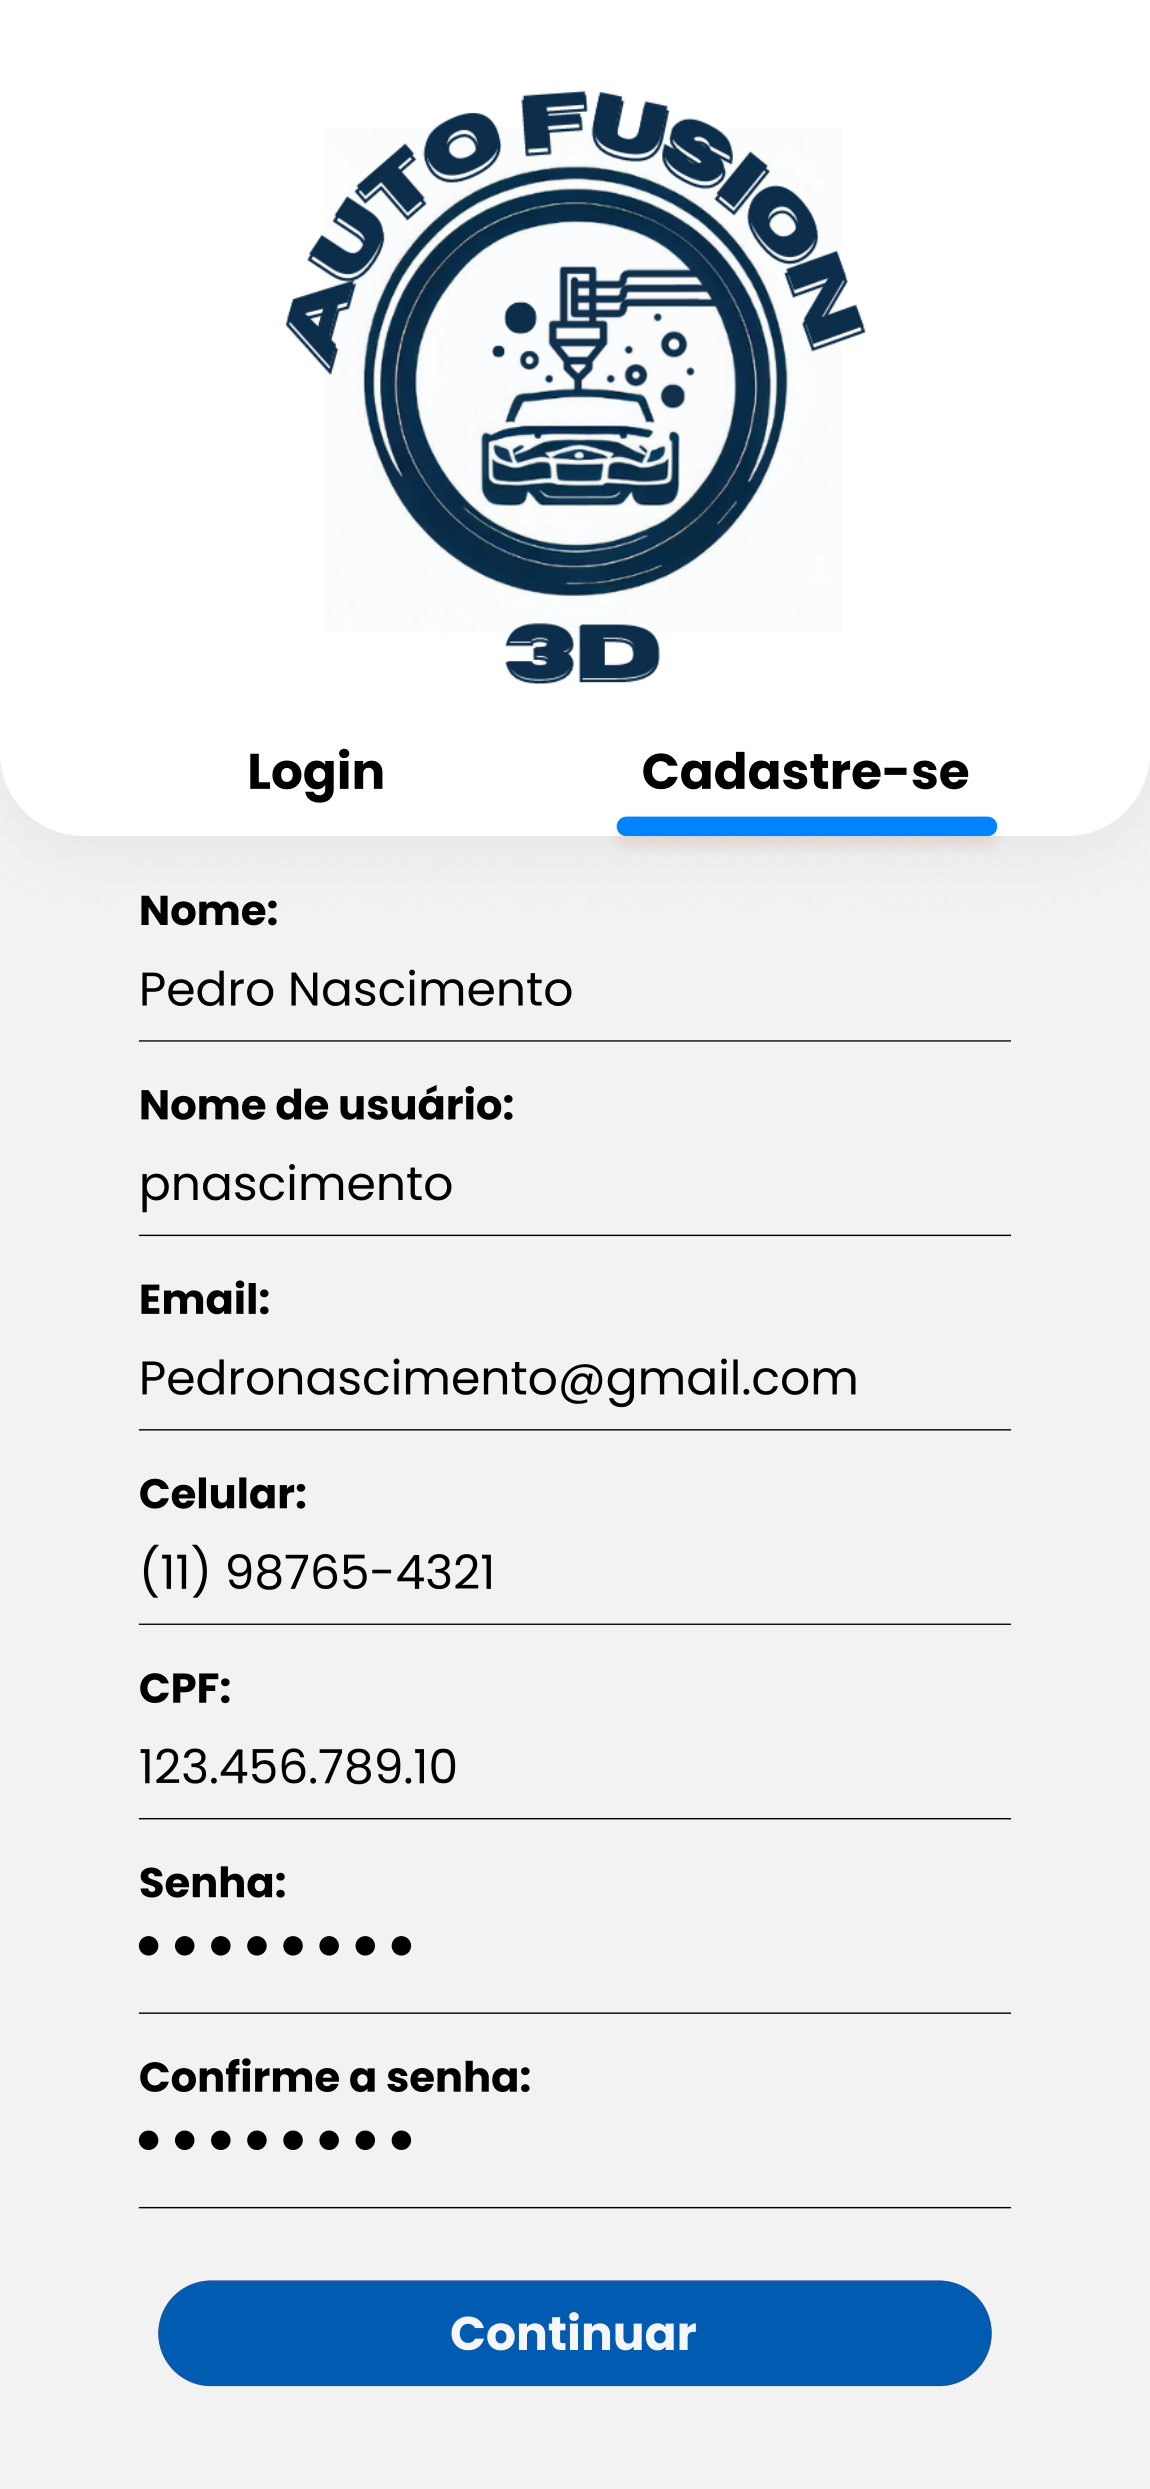 AUTO FUSION
3D
Login Cadastre-se
Nome:
Pedro Nascimento
Nome de usuário:
pnascimento
Email:
Pedronascimento@gmail.com
Celular:
(11) 98765-4321
CPF:
123.456.789.10
Senha:
••••••••
Confirme a senha:
••••••••
Continuar